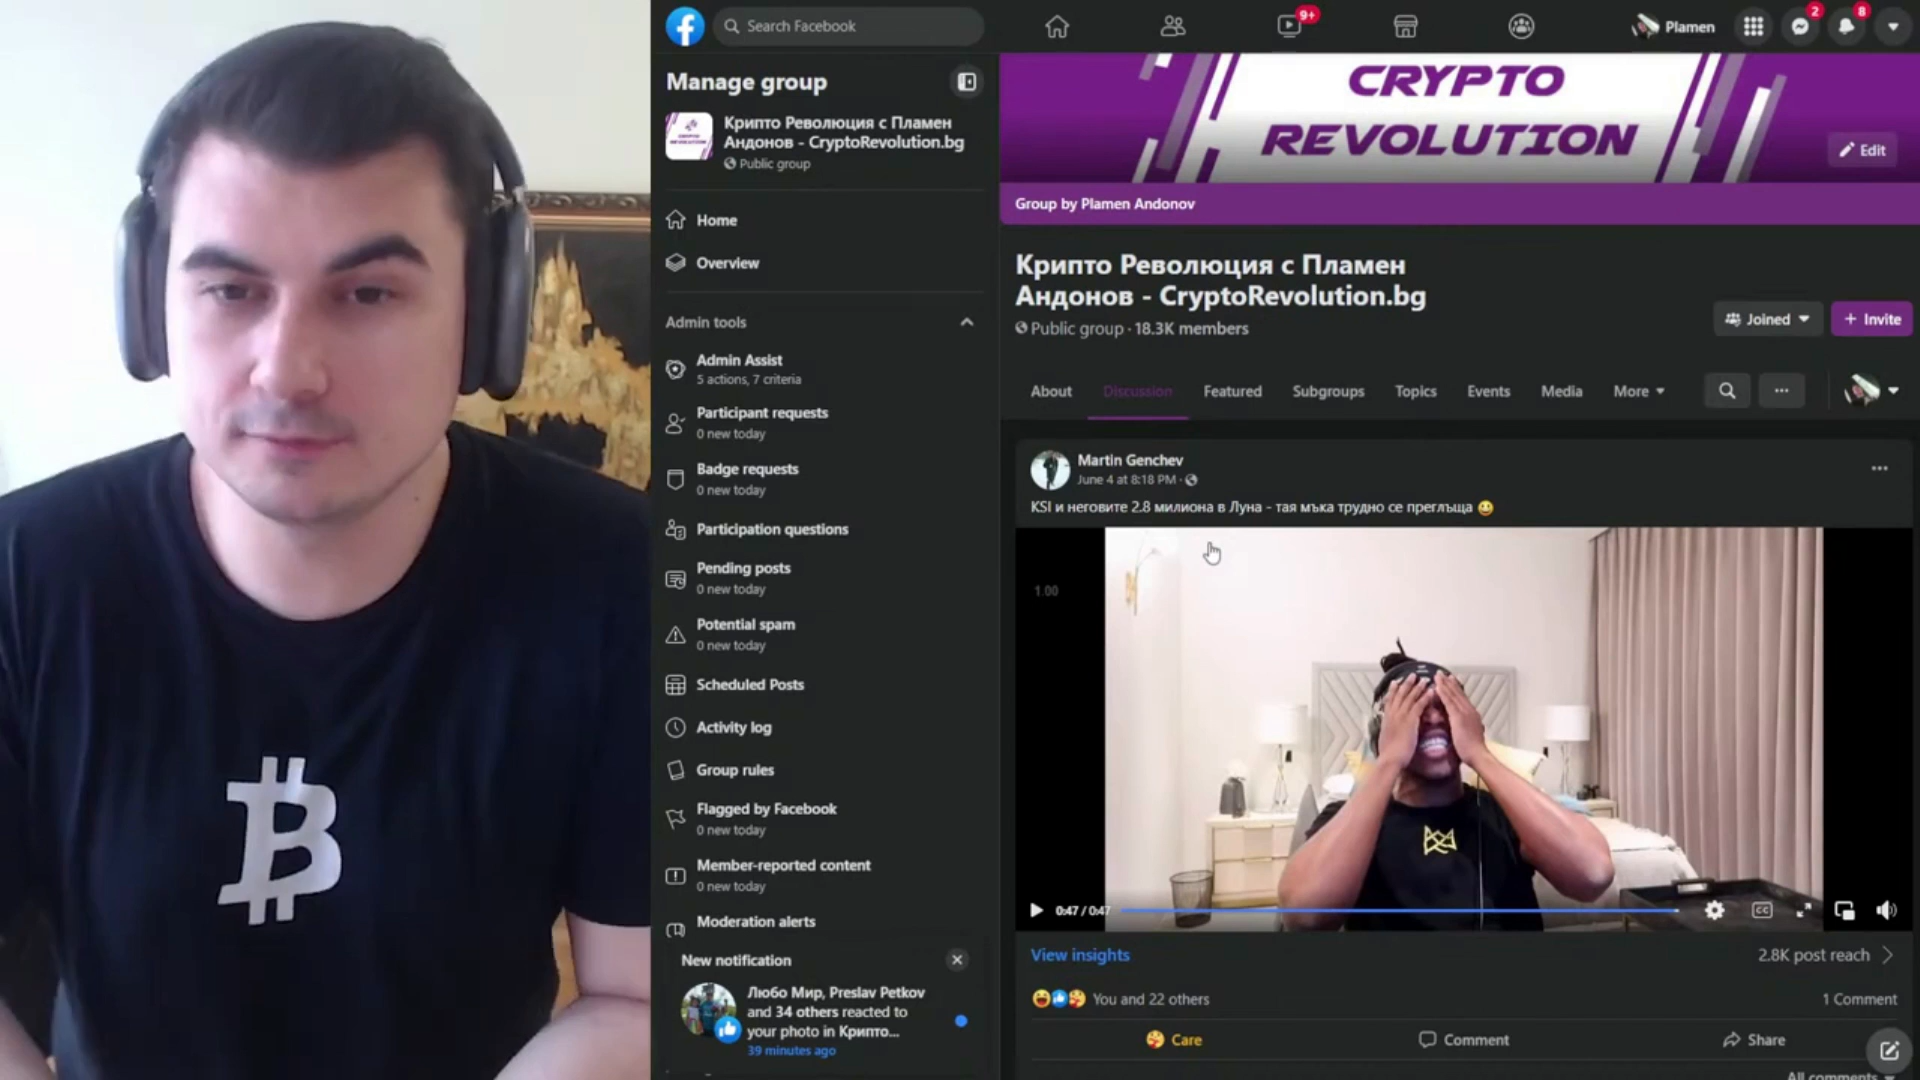 Search Facebook
9+
Plamen
2
8
Manage group
Крипто Революция с Пламен
Андонов - CryptoRevolution.bg
Public group
Home
Overview
Admin tools
Admin Assist
5 actions, 7 criteria
Participant requests
0 new today
Badge requests
0 new today
Participation questions
Pending posts
0 new today
Potential spam
0 new today
Scheduled Posts
Activity log
Group rules
Flagged by Facebook
0 new today
Member-reported content
0 new today
Moderation alerts
New notification
Любо Мир, Preslav Petkov
and 34 others reacted to
your photo in Крипто...
39 minutes ago
CRYPTO
REVOLUTION
Edit
Group by Plamen Andonov
Крипто Революция с Пламен
Андонов - CryptoRevolution.bg
Public group · 18.3K members
Joined
+ Invite
About
Discussion
Featured
Subgroups
Topics
Events
Media
More
Martin Genchev
June 4 at 8:18 PM ·
KSI и неговите 2.8 милиона в Луна - тая мъка трудно се преглъща 😀
1.00
0:47 / 0:47
CC
View insights
2.8K post reach
You and 22 others
1 Comment
Care
Comment
Share
All comments